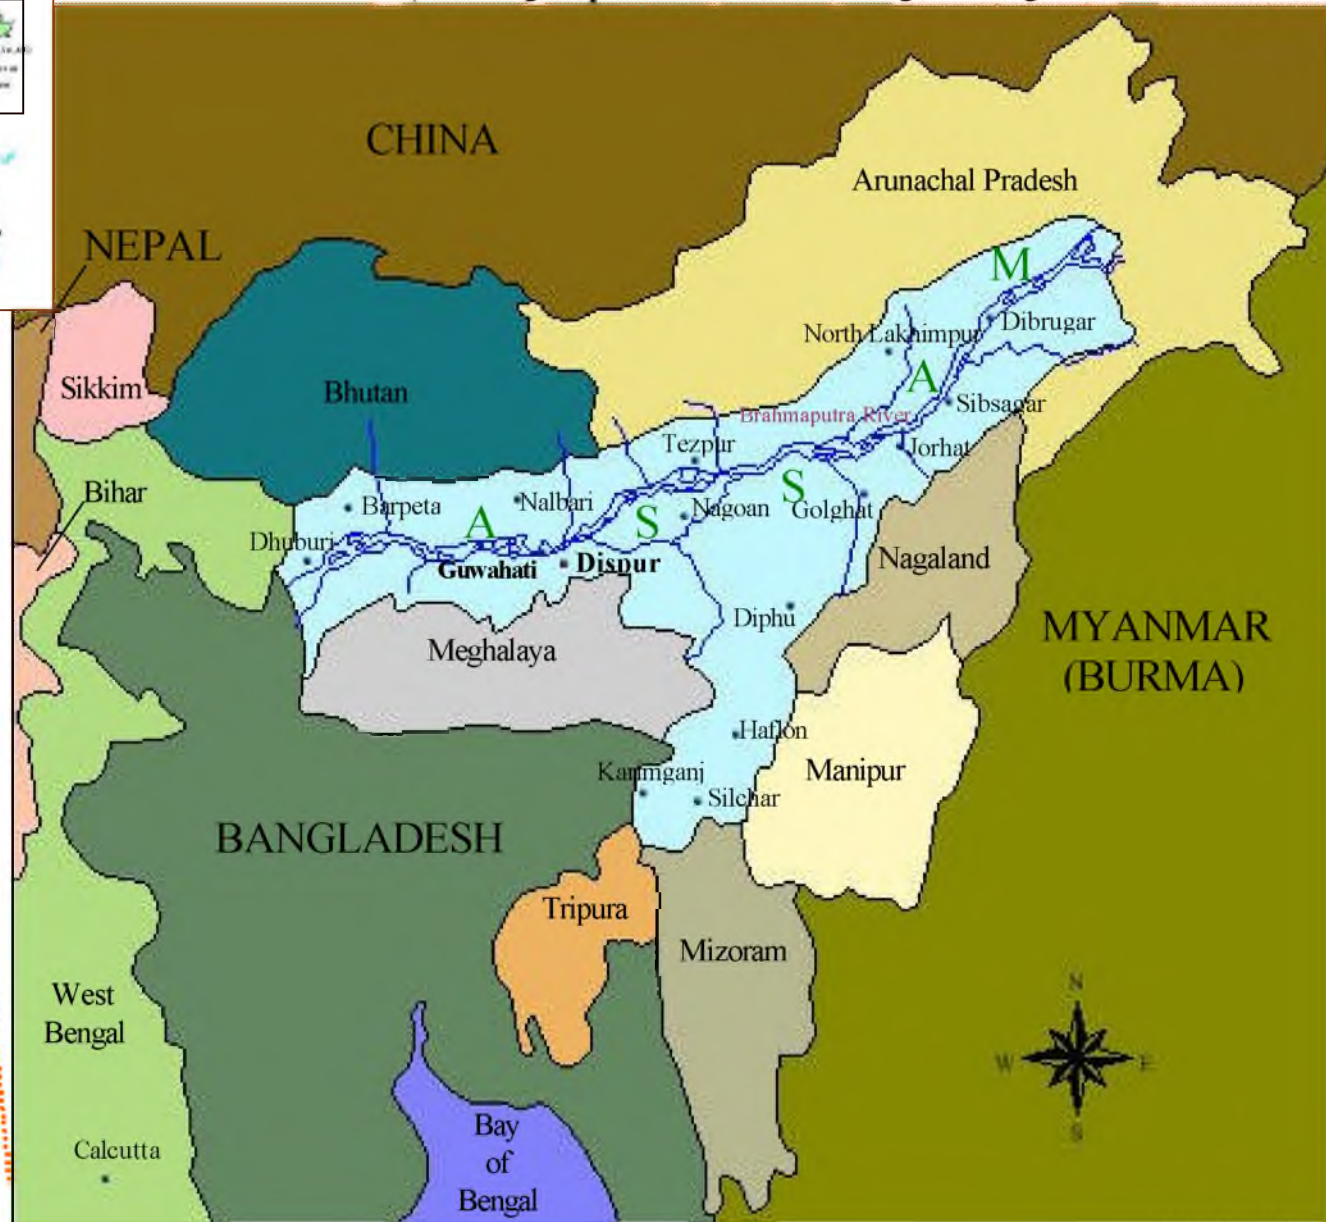 CHINA
Arunachal Pradesh
NEPAL
M
North Lakhimpur
Dibrugar
Sikkim
Bhutan
A
Sibsagar
Brahmaputra River
Tezpur
Jorhat
Bihar
Barpeta
Nalbari
S
Nagoan
Golghat
A
S
Dhuburi
Guwahati
Dispur
Nagaland
Diphu
MYANMAR
(BURMA)
Meghalaya
Haflon
Karimganj
Manipur
Silchar
BANGLADESH
Tripura
Mizoram
West
Bengal
N
W
E
S
Bay
of
Bengal
Calcutta